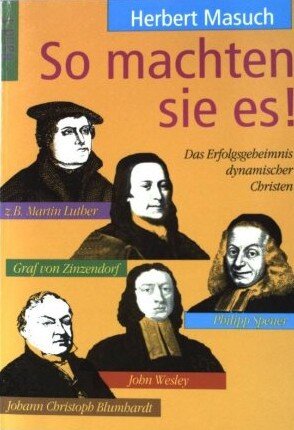 Herbert Masuch
So machten
sie es!
Das Erfolgsgeheimnis
dynamischer
Christen
z.B. Martin Luther
Graf von Zinzendorf
Philipp Spener
John Wesley
Johann Christoph Blumhardt